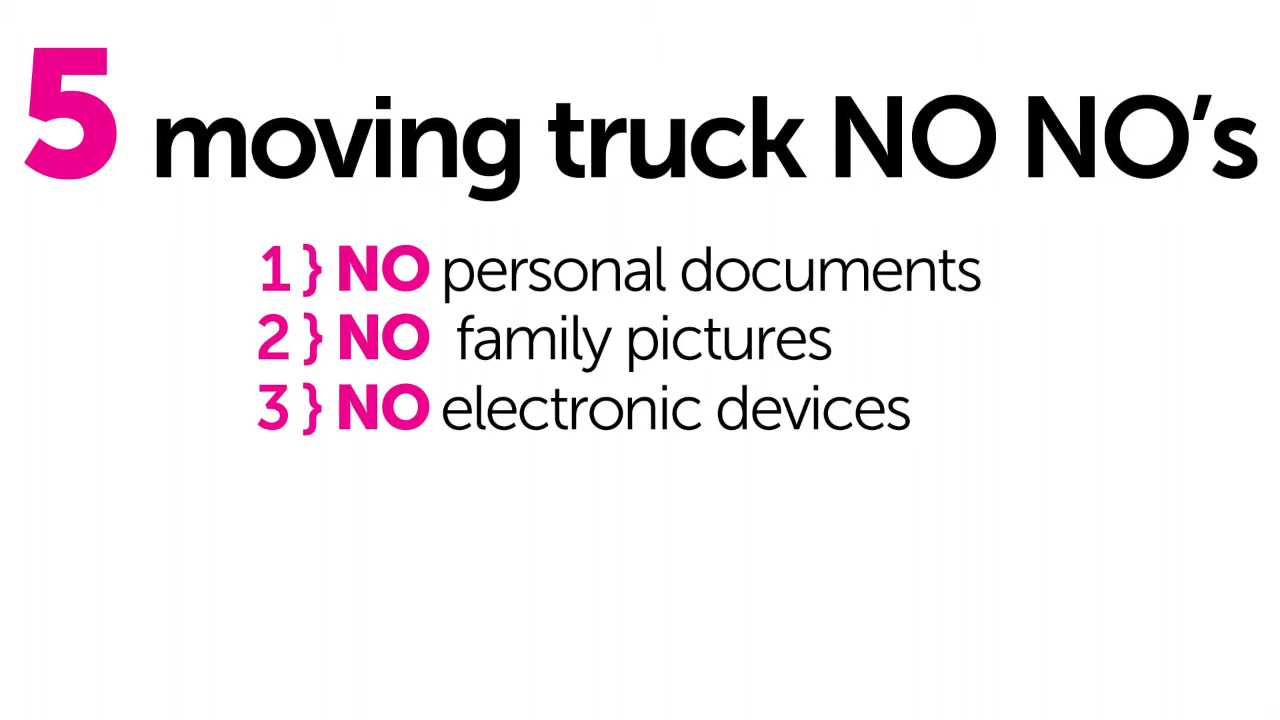 5 moving truck NO NO’s
1 } NO personal documents
2 } NO family pictures
3 } NO electronic devices